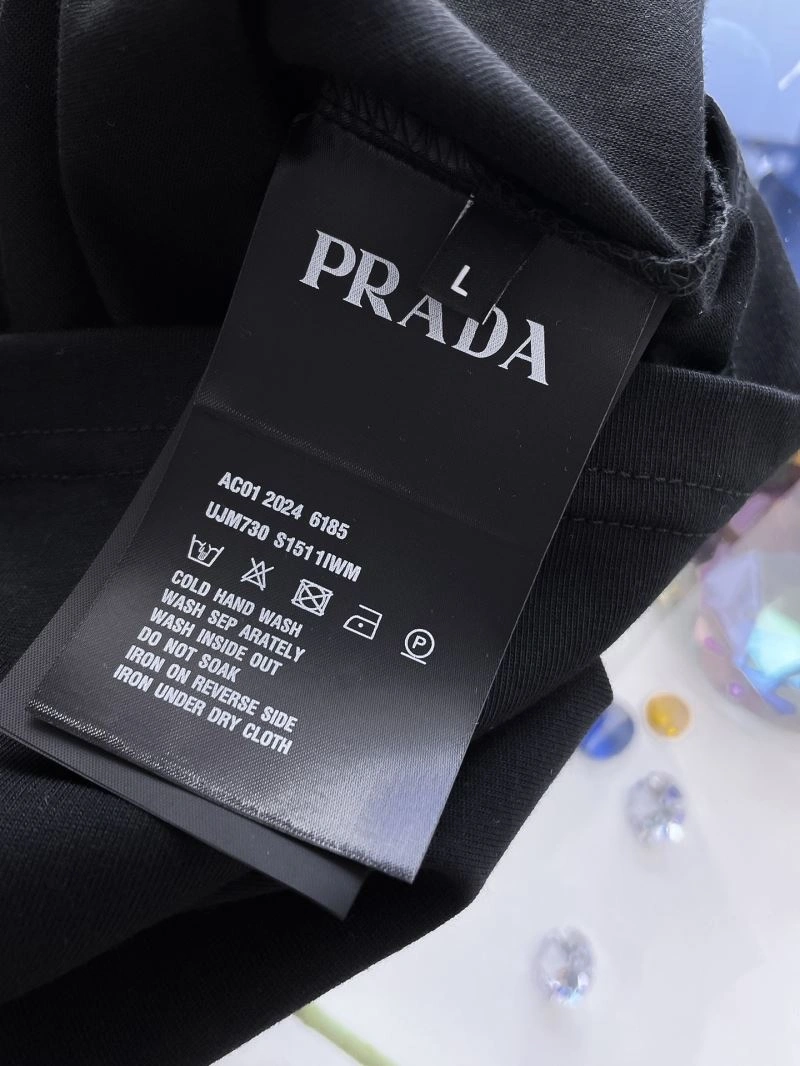 L
PRADA
AC01 2024 6185
UJM730 S1511IWM
P
COLD HAND WASH
WASH SEP ARATELY
WASH INSIDE OUT
DO NOT SOAK
IRON ON REVERSE SIDE
IRON UNDER DRY CLOTH